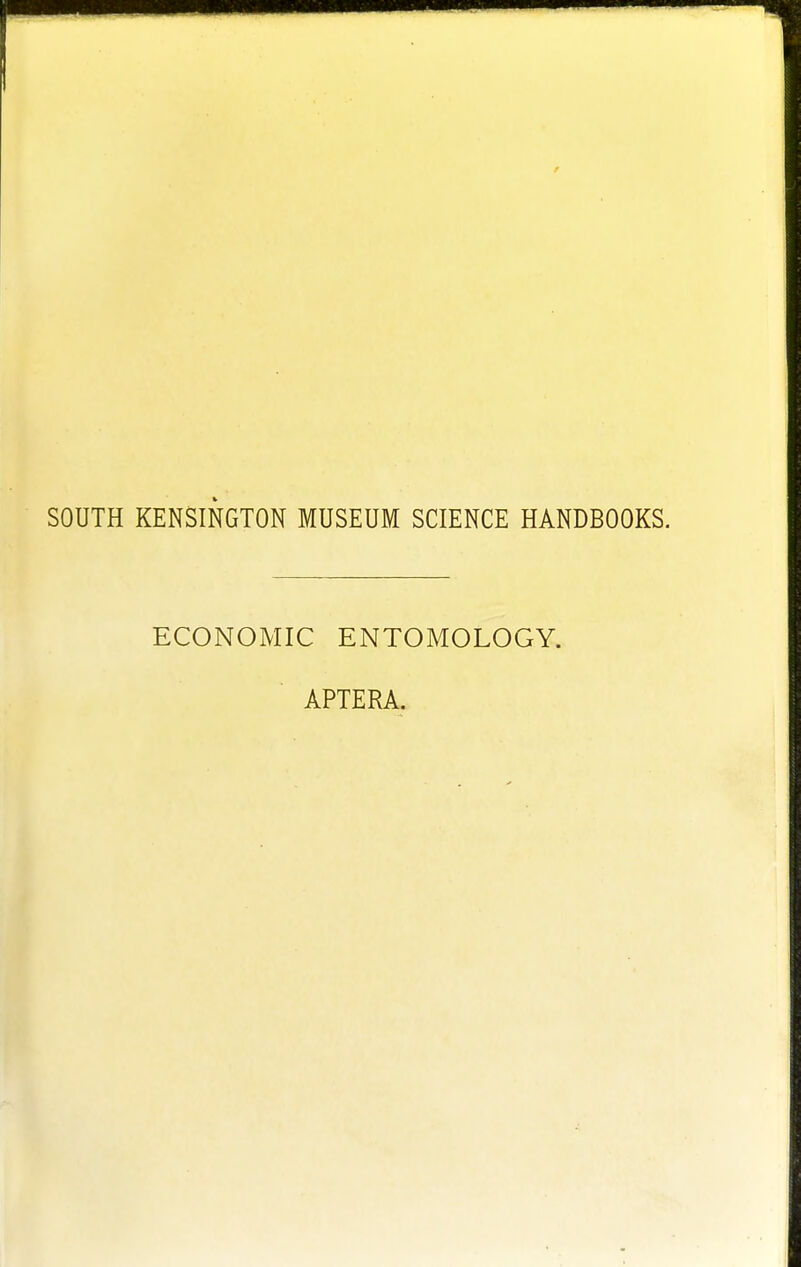 SOUTH KENSINGTON MUSEUM SCIENCE HANDBOOKS.
ECONOMIC ENTOMOLOGY.
APTERA.